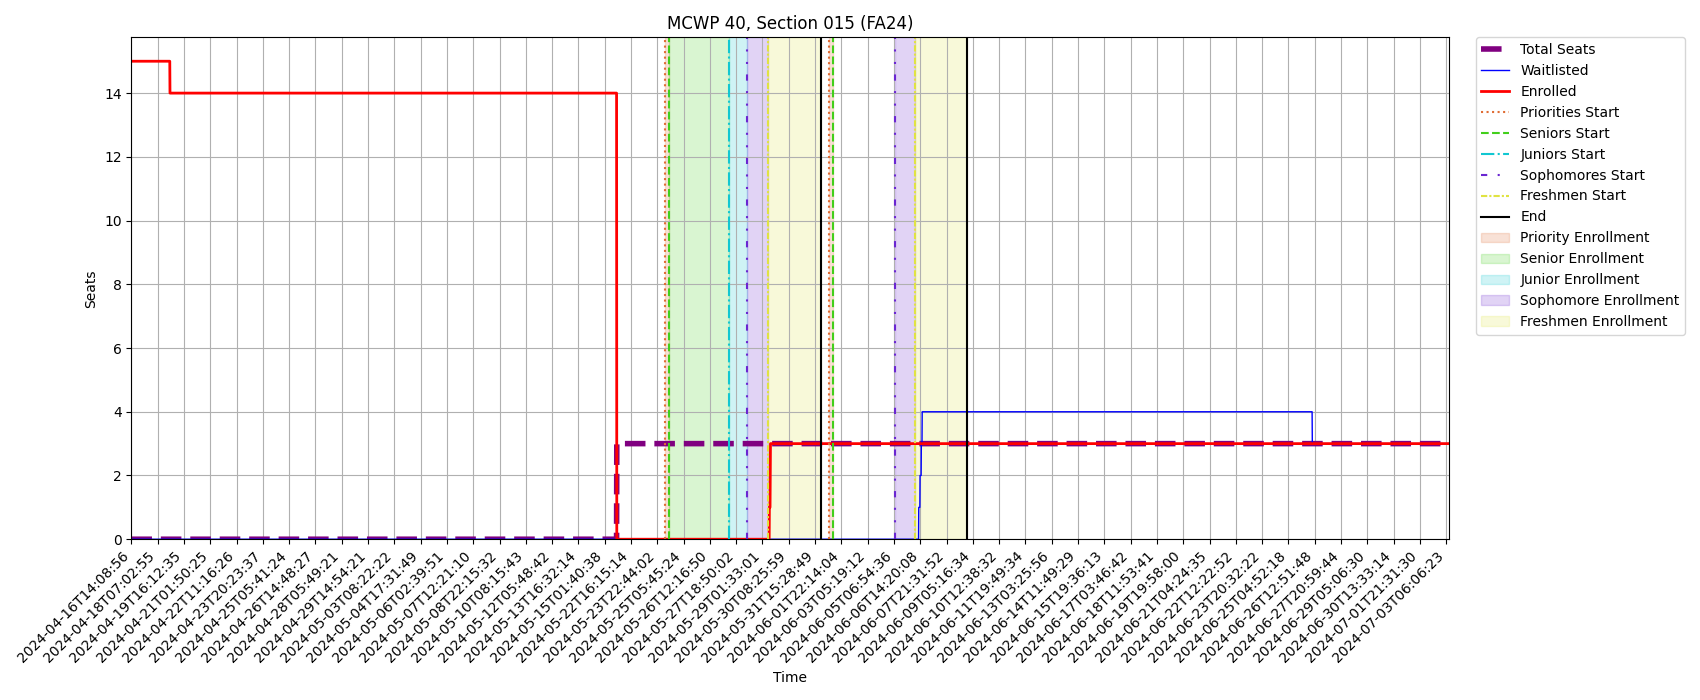 MCWP 40, Section 015 (FA24)
Seats
14
12
10
8
6
4
2
0
2024-04-16T14:08:56
2024-04-18T07:02:55
2024-04-19T16:12:35
2024-04-21T01:50:25
2024-04-22T11:16:26
2024-04-23T20:23:37
2024-04-25T05:41:24
2024-04-26T14:48:27
2024-04-28T05:49:21
2024-04-29T14:54:21
2024-05-03T08:22:22
2024-05-04T17:31:49
2024-05-06T02:39:51
2024-05-07T12:21:10
2024-05-08T22:15:32
2024-05-10T08:15:43
2024-05-12T05:48:42
2024-05-13T16:32:14
2024-05-15T01:40:38
2024-05-22T16:15:14
2024-05-23T22:44:02
2024-05-25T05:45:24
2024-05-26T12:16:50
2024-05-27T18:50:02
2024-05-29T01:33:01
2024-05-30T08:25:59
2024-05-31T15:28:49
2024-06-01T22:14:04
2024-06-03T05:19:12
2024-06-05T06:54:36
2024-06-06T14:20:08
2024-06-07T21:31:52
2024-06-09T05:16:34
2024-06-10T12:38:32
2024-06-11T19:49:34
2024-06-13T03:25:56
2024-06-14T11:49:29
2024-06-15T19:36:13
2024-06-17T03:46:42
2024-06-18T11:53:41
2024-06-19T19:58:00
2024-06-21T04:24:35
2024-06-22T12:22:52
2024-06-23T20:32:22
2024-06-25T04:52:18
2024-06-26T12:51:48
2024-06-27T20:59:44
2024-06-29T05:06:30
2024-06-30T13:33:14
2024-07-01T21:31:30
2024-07-03T06:06:23
Time
Total Seats
Waitlisted
Enrolled
Priorities Start
Seniors Start
Juniors Start
Sophomores Start
Freshmen Start
End
Priority Enrollment
Senior Enrollment
Junior Enrollment
Sophomore Enrollment
Freshmen Enrollment